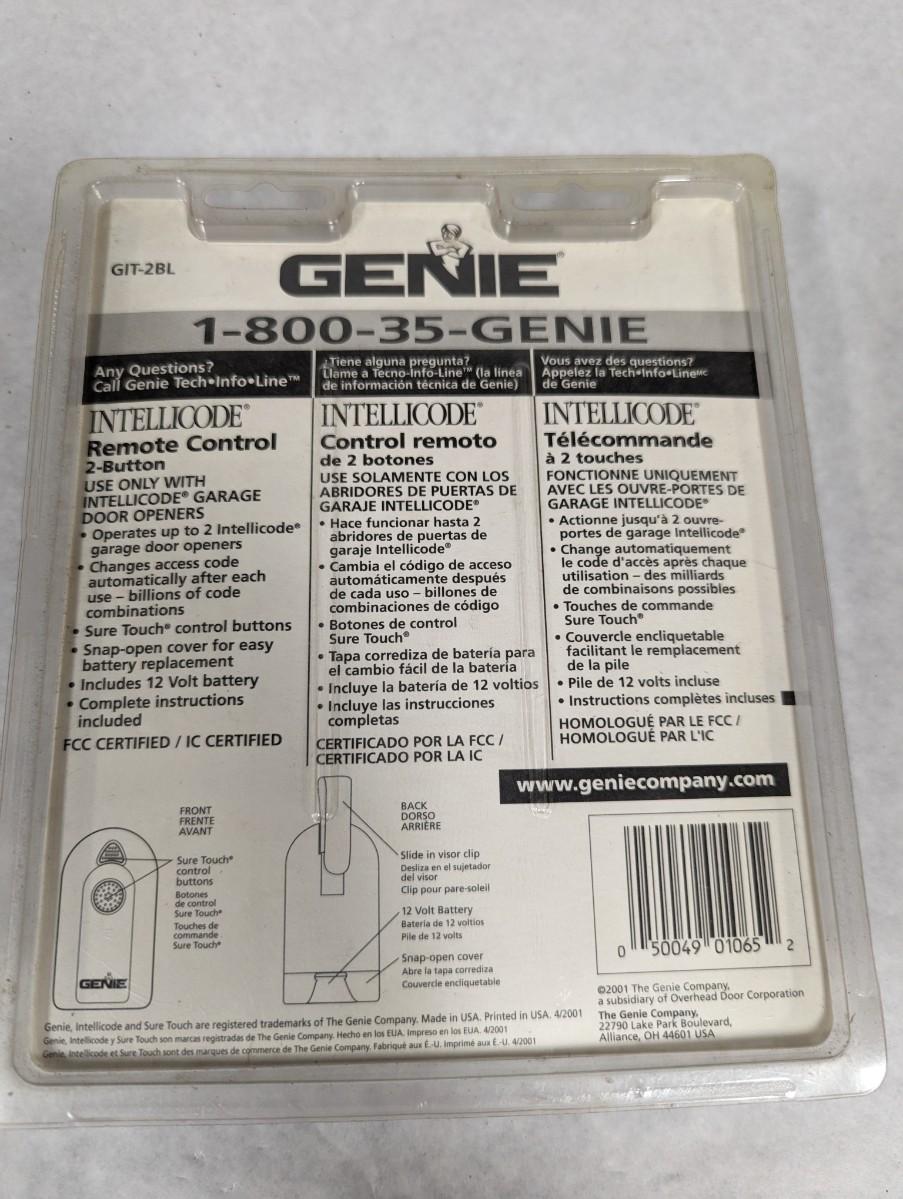 GIT-2BL
GENIE®
1-800-35-GENIE
Any Questions?
Call Genie Tech•Info•Line™
¿Tiene alguna pregunta?
Llame a Tecno-Info-Line™ (la línea
de información técnica de Genie)
Vous avez des questions?
Appelez la Tech•Info•LineMC
de Genie
INTELLICODE®
Remote Control
2-Button
USE ONLY WITH
INTELLICODE® GARAGE
DOOR OPENERS
• Operates up to 2 Intellicode®
garage door openers
• Changes access code
automatically after each
use – billions of code
combinations
• Sure Touch® control buttons
• Snap-open cover for easy
battery replacement
• Includes 12 Volt battery
• Complete instructions
included
FCC CERTIFIED / IC CERTIFIED
INTELLICODE®
Control remoto
de 2 botones
USE SOLAMENTE CON LOS
ABRIDORES DE PUERTAS DE
GARAJE INTELLICODE®
• Hace funcionar hasta 2
abridores de puertas de
garaje Intellicode®
• Cambia el código de acceso
automáticamente después
de cada uso – billones de
combinaciones de código
• Botones de control
Sure Touch®
• Tapa corrediza de batería para
el cambio fácil de la batería
• Incluye la batería de 12 voltios
• Incluye las instrucciones
completas
CERTIFICADO POR LA FCC /
CERTIFICADO POR LA IC
INTELLICODE®
Télécommande
à 2 touches
FONCTIONNE UNIQUEMENT
AVEC LES OUVRE-PORTES DE
GARAGE INTELLICODE®
• Actionne jusqu'à 2 ouvre-
portes de garage Intellicode®
• Change automatiquement
le code d'accès après chaque
utilisation – des milliards
de combinaisons possibles
• Touches de commande
Sure Touch®
• Couvercle encliquetable
facilitant le remplacement
de la pile
• Pile de 12 volts incluse
• Instructions complètes incluses
HOMOLOGUÉ PAR LE FCC /
HOMOLOGUÉ PAR L'IC
www.geniecompany.com
FRONT
FRENTE
AVANT
Sure Touch®
control
buttons
Botones
de control
Sure Touch®
Touches de
commande
Sure Touch®
GENIE
BACK
DORSO
ARRIÈRE
Slide in visor clip
Desliza en el sujetador
del visor
Clip pour pare-soleil
12 Volt Battery
Batería de 12 voltios
Pile de 12 volts
Snap-open cover
Abre la tapa corrediza
Couvercle encliquetable
0 50049 01065 2
©2001 The Genie Company,
a subsidiary of Overhead Door Corporation
The Genie Company,
22790 Lake Park Boulevard,
Alliance, OH 44601 USA
Genie, Intellicode and Sure Touch are registered trademarks of The Genie Company. Made in USA. Printed in USA. 4/2001
Genie, Intellicode y Sure Touch son marcas registradas de The Genie Company. Hecho en los EUA. Impreso en los EUA. 4/2001
Genie, Intellicode et Sure Touch sont des marques de commerce de The Genie Company. Fabriqué aux É.-U. Imprimé aux É.-U. 4/2001